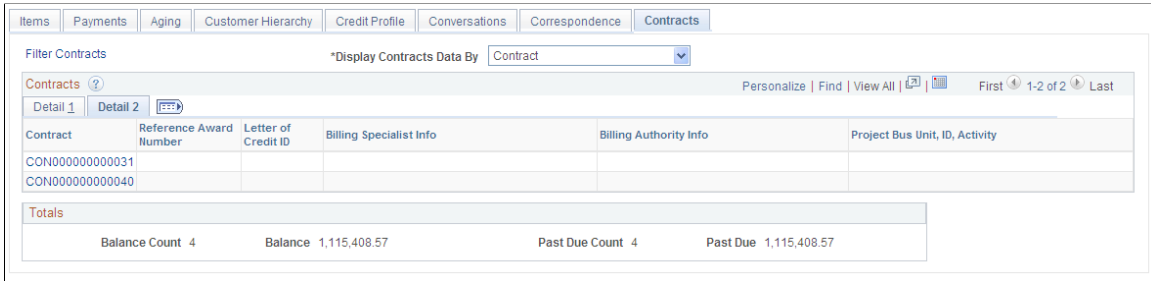 Items Payments Aging Customer Hierarchy Credit Profile Conversations Correspondence Contracts
Filter Contracts *Display Contracts Data By Contract
Contracts ? Personalize | Find | View All | | First 1-2 of 2 Last
Detail 1 Detail 2
Contract Reference Award Number Letter of Credit ID Billing Specialist Info Billing Authority Info Project Bus Unit, ID, Activity
CON000000000031
CON000000000040
Totals
Balance Count 4 Balance 1,115,408.57 Past Due Count 4 Past Due 1,115,408.57